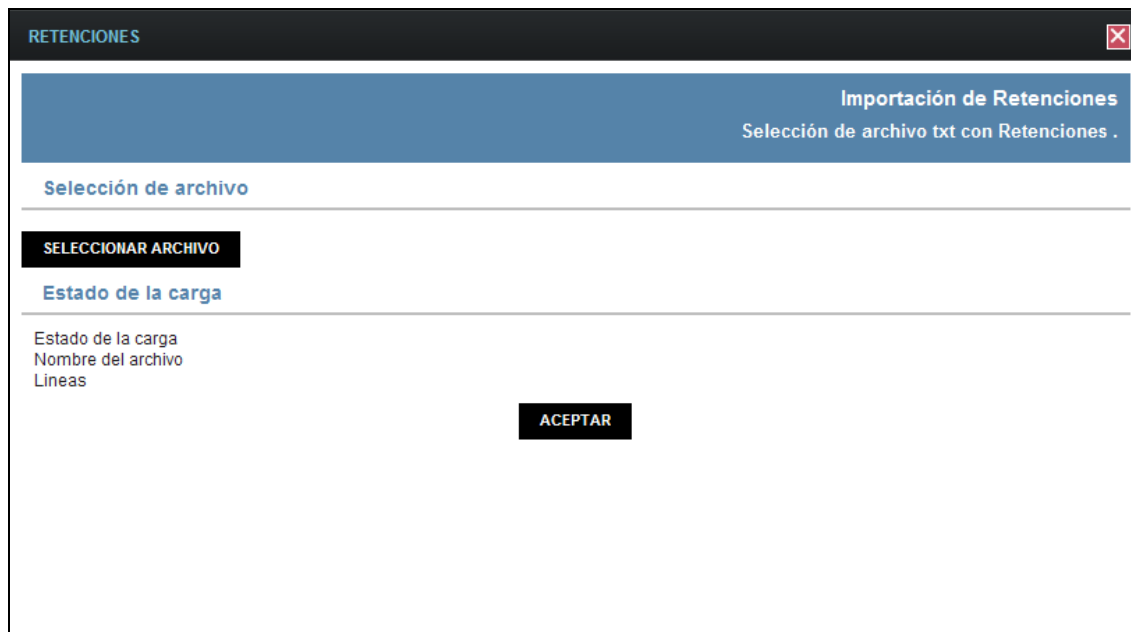 RETENCIONES
Importación de Retenciones
Selección de archivo txt con Retenciones .
Selección de archivo
SELECCIONAR ARCHIVO
Estado de la carga
Estado de la carga
Nombre del archivo
Lineas
ACEPTAR